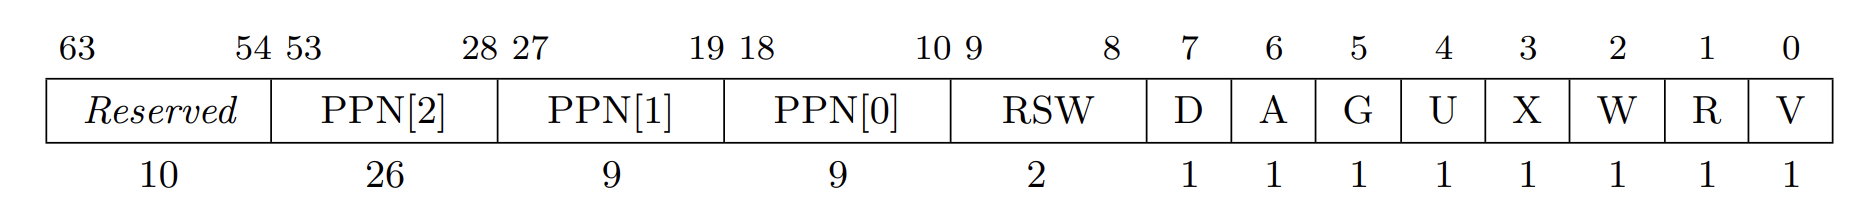 63 54 53 28 27 19 18 10 9 8 7 6 5 4 3 2 1 0
Reserved PPN[2] PPN[1] PPN[0] RSW D A G U X W R V
10 26 9 9 2 1 1 1 1 1 1 1 1